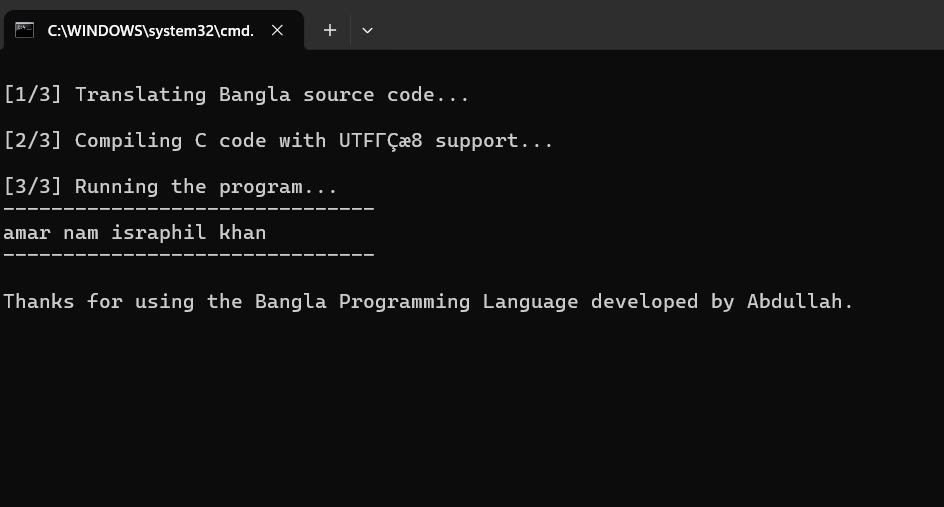 C:\WINDOWS\system32\cmd.
[1/3] Translating Bangla source code...
[2/3] Compiling C code with UTFΓÇæ8 support...
[3/3] Running the program...
-------------------------------
amar nam israphil khan
-------------------------------
Thanks for using the Bangla Programming Language developed by Abdullah.